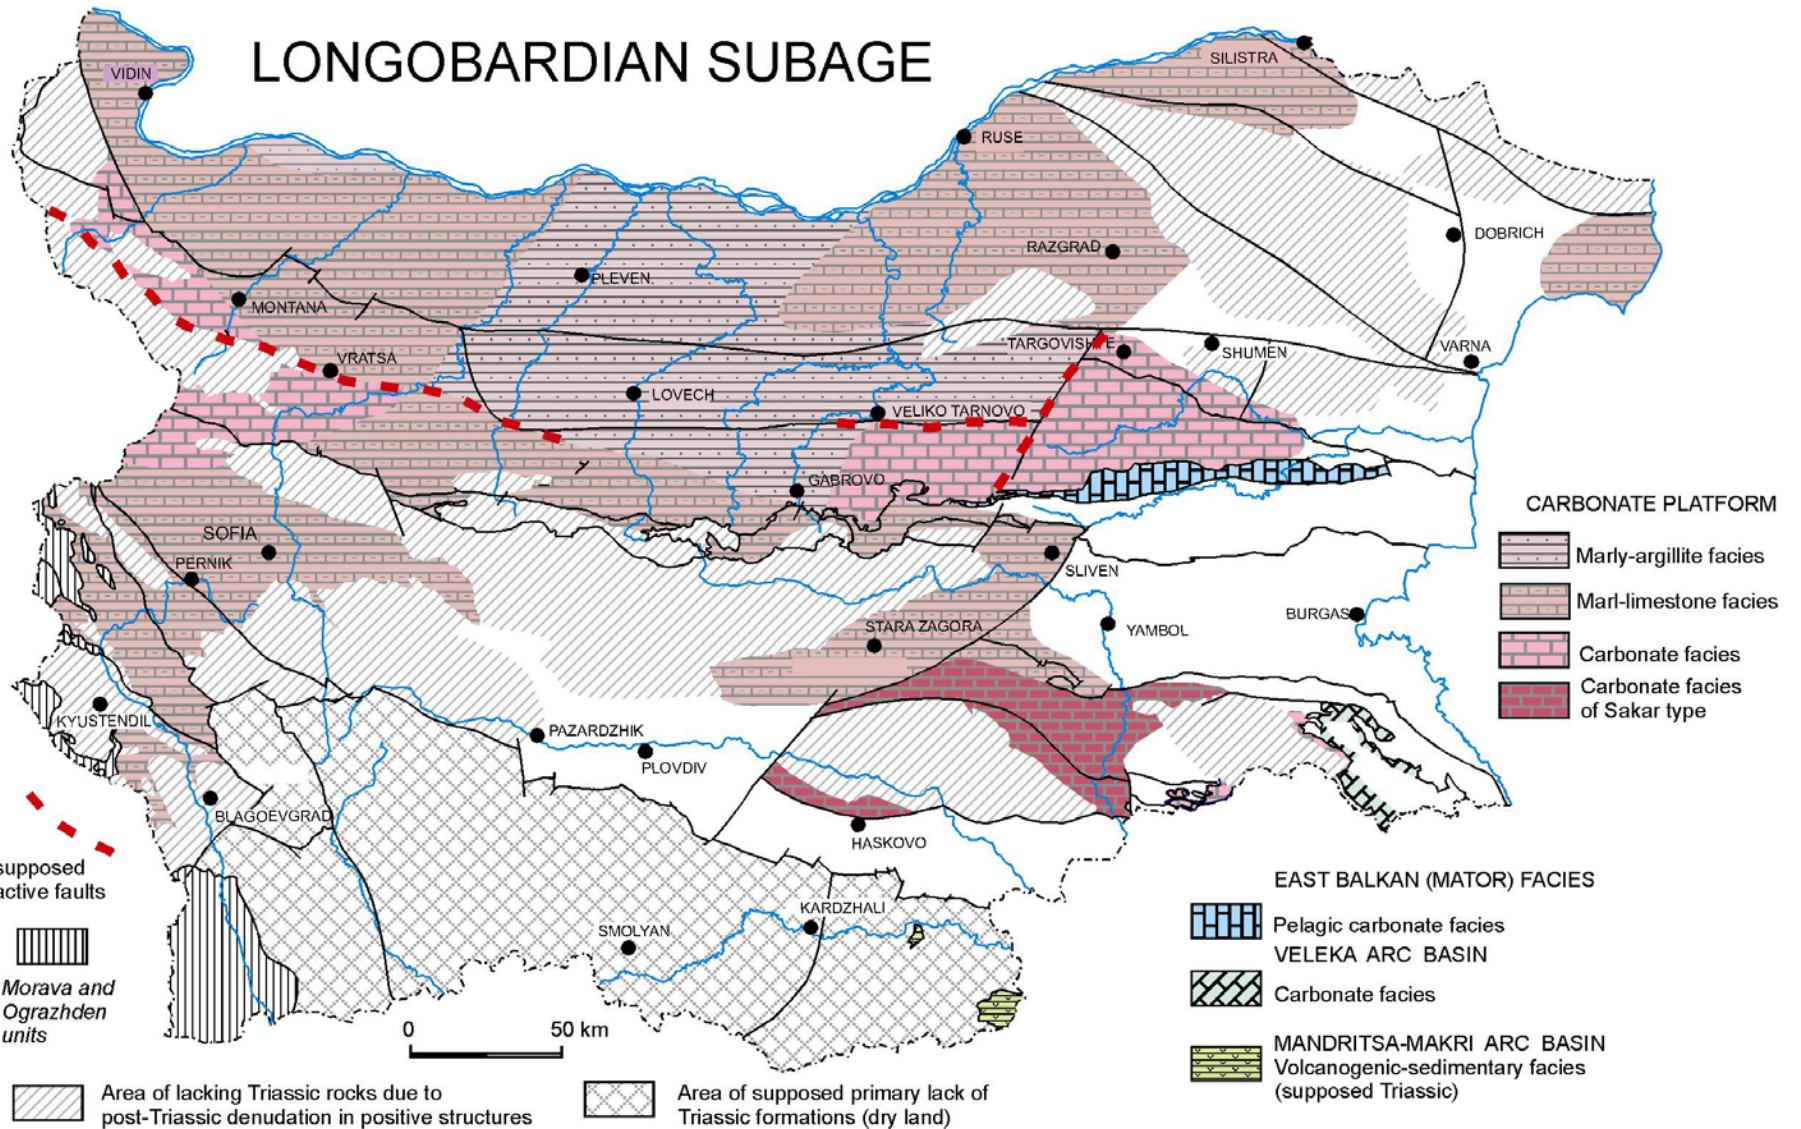 LONGOBARDIAN SUBAGE
VIDIN
SILISTRA
RUSE
DOBRICH
RAZGRAD
PLEVEN
MONTANA
VRATSA
TARGOVISHTE
SHUMEN
VARNA
LOVECH
VELIKO TARNOVO
GABROVO
SOFIA
PERNIK
SLIVEN
STARA ZAGORA
YAMBOL
BURGAS
KYUSTENDIL
PAZARDZHIK
PLOVDIV
BLAGOEVGRAD
HASKOVO
KARDZHALI
SMOLYAN
CARBONATE PLATFORM
Marly-argillite facies
Marl-limestone facies
Carbonate facies
Carbonate facies
of Sakar type
EAST BALKAN (MATOR) FACIES
Pelagic carbonate facies
VELEKA ARC BASIN
Carbonate facies
MANDRITSA-MAKRI ARC BASIN
Volcanogenic-sedimentary facies
(supposed Triassic)
supposed
active faults
Morava and
Ograzhden
units
0 50 km
Area of lacking Triassic rocks due to
post-Triassic denudation in positive structures
Area of supposed primary lack of
Triassic formations (dry land)